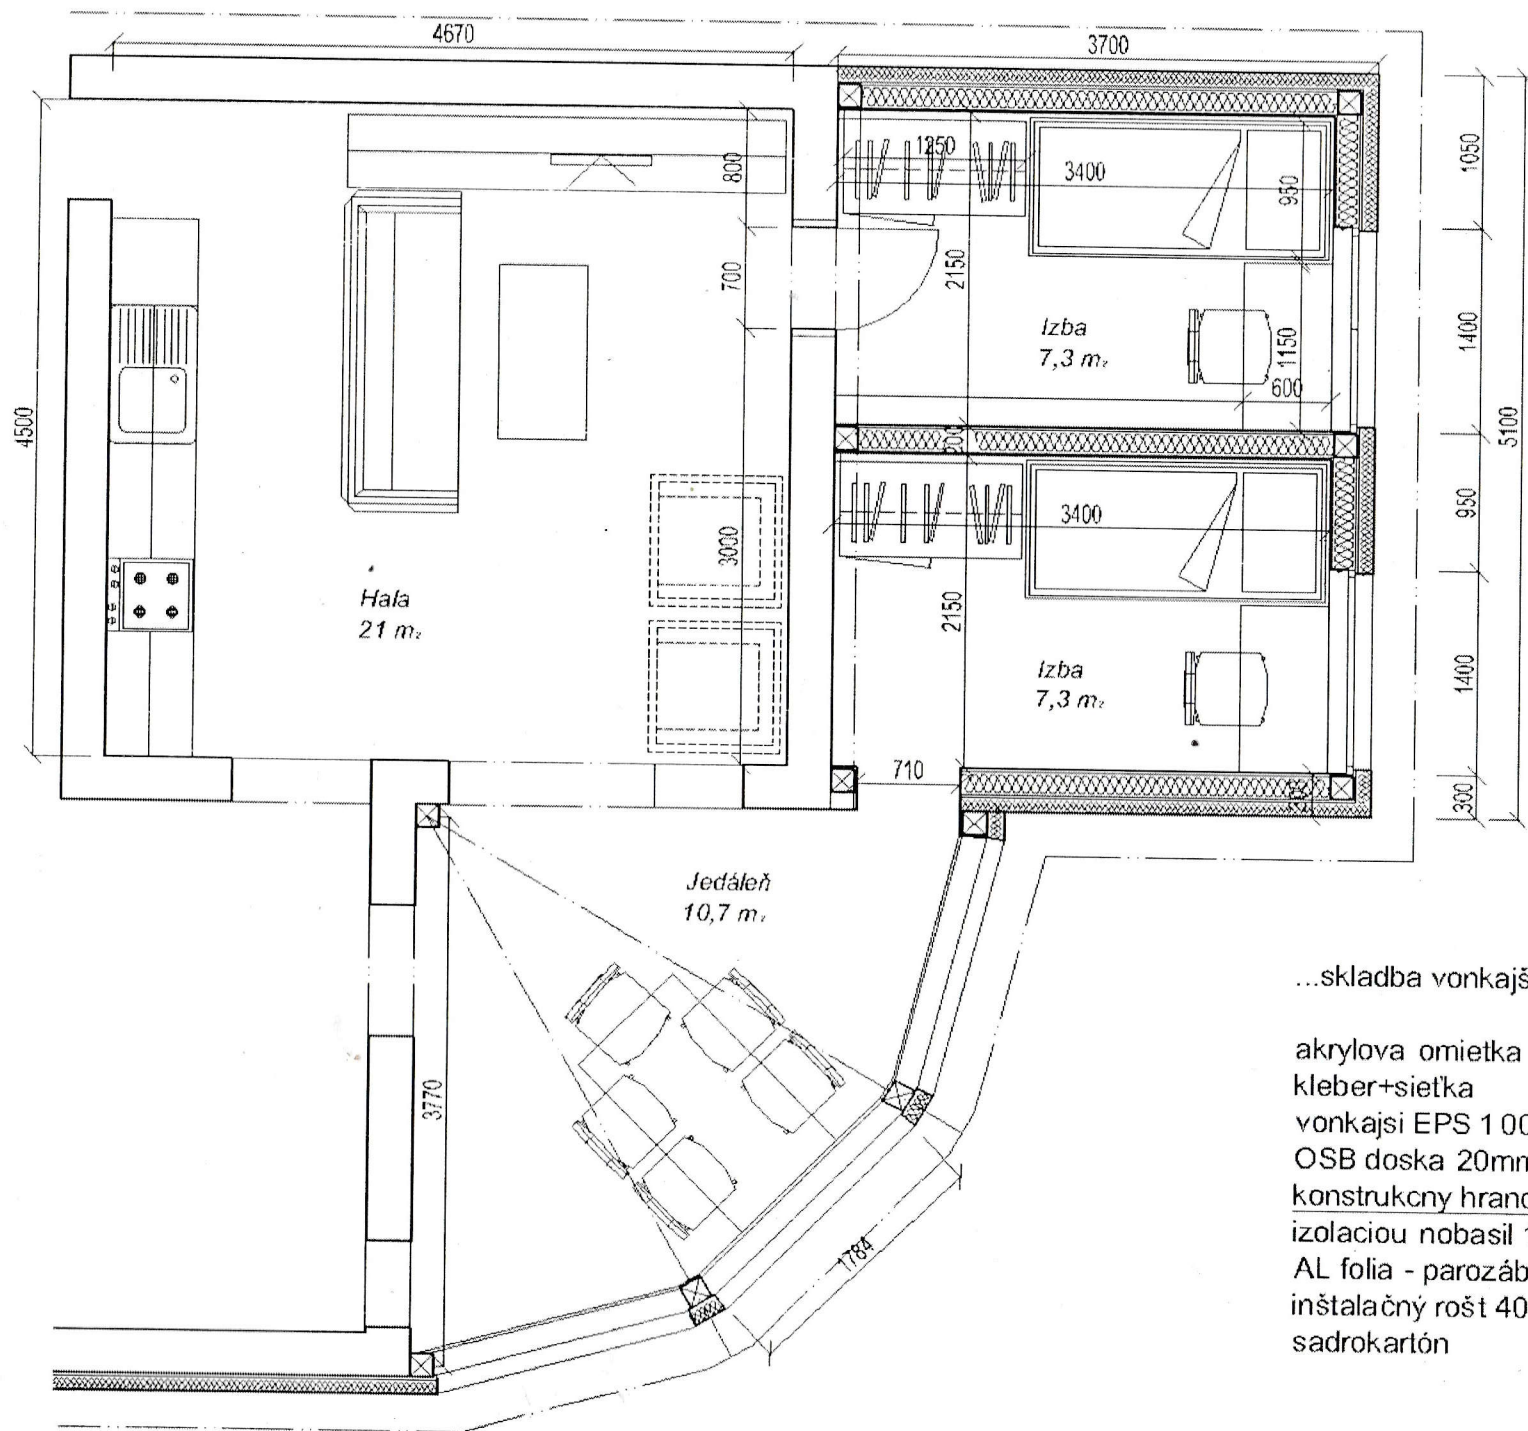 4670
3700
4500
800
700
3000
1250
3400
950
2150
Izba
7,3 m²
1150
600
200
3400
2150
Izba
7,3 m²
Hala
21 m²
710
1050
1400
950
1400
300
5100
Jedáleň
10,7 m²
3770
1784
...skladba vonkajš
akrylova omietka
kleber+sieťka
vonkajsi EPS 100
OSB doska 20mm
konstrukcny hrano
izolaciou nobasil 1
AL folia - parozáb
inštalačný rošt 40
sadrokartón